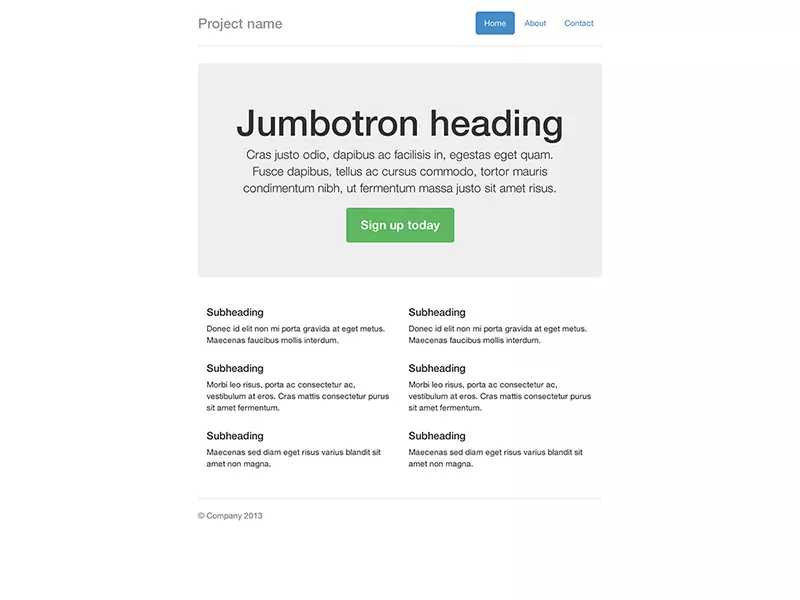 Project name
Home About Contact
Jumbotron heading
Cras justo odio, dapibus ac facilisis in, egestas eget quam.
Fusce dapibus, tellus ac cursus commodo, tortor mauris
condimentum nibh, ut fermentum massa justo sit amet risus.
Sign up today
Subheading
Donec id elit non mi porta gravida at eget metus.
Maecenas faucibus mollis interdum.
Subheading
Morbi leo risus, porta ac consectetur ac,
vestibulum at eros. Cras mattis consectetur purus
sit amet fermentum.
Subheading
Maecenas sed diam eget risus varius blandit sit
amet non magna.
Subheading
Donec id elit non mi porta gravida at eget metus.
Maecenas faucibus mollis interdum.
Subheading
Morbi leo risus, porta ac consectetur ac,
vestibulum at eros. Cras mattis consectetur purus
sit amet fermentum.
Subheading
Maecenas sed diam eget risus varius blandit sit
amet non magna.
© Company 2013